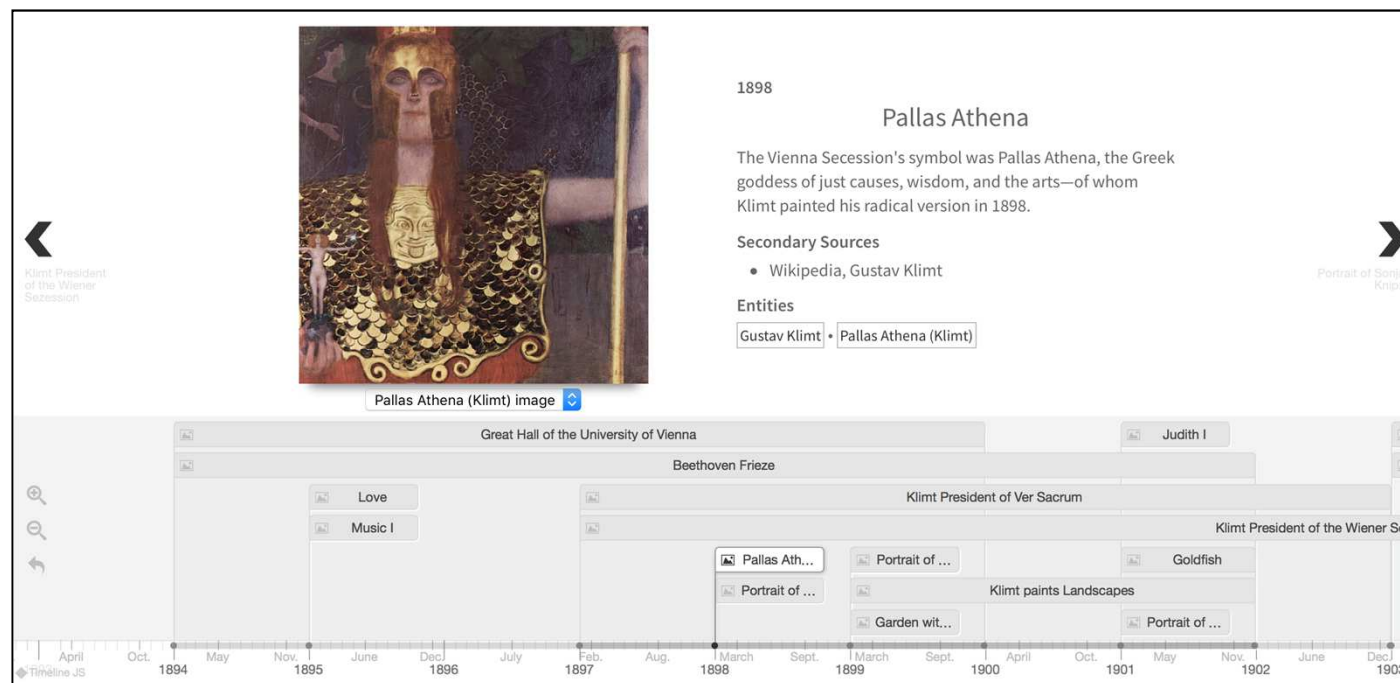 1898
Pallas Athena
The Vienna Secession's symbol was Pallas Athena, the Greek
goddess of just causes, wisdom, and the arts—of whom
Klimt painted his radical version in 1898.
Secondary Sources
• Wikipedia, Gustav Klimt
Entities
Gustav Klimt • Pallas Athena (Klimt)
Klimt President
of the Wiener
Sezession
Portrait of Sonj
Knip
Pallas Athena (Klimt) image
Great Hall of the University of Vienna
Judith I
Beethoven Frieze
Love
Klimt President of Ver Sacrum
Music I
Klimt President of the Wiener S
Pallas Ath...
Portrait of ...
Goldfish
Portrait of ...
Klimt paints Landscapes
Garden wit...
Portrait of ...
April Oct. May Nov. June Dec. July Feb. Aug. March Sept. March Sept. April Oct. May Nov. June Dec.
Timeline JS
1894 1895 1896 1897 1898 1899 1900 1901 1902 1903